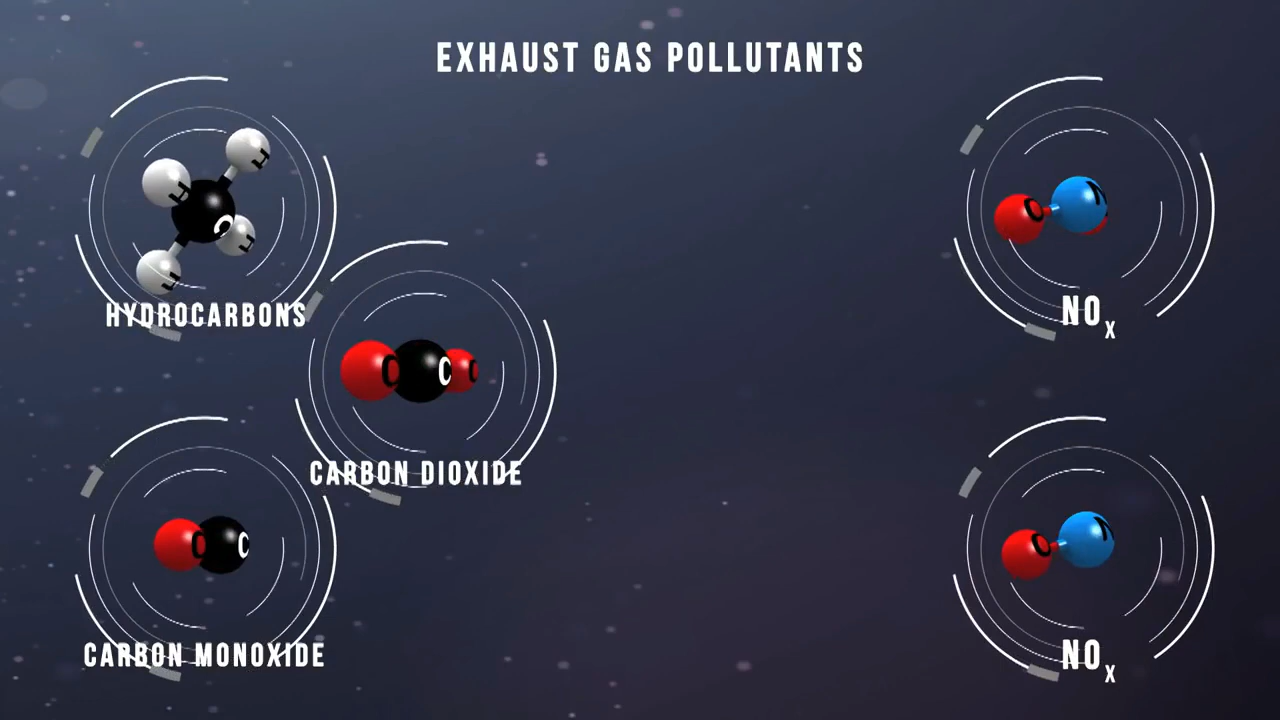 EXHAUST GAS POLLUTANTS
H
H
C
H
H
HYDROCARBONS
O
N
NOX
O
C
O
CARBON DIOXIDE
O
C
CARBON MONOXIDE
O
N
NOX